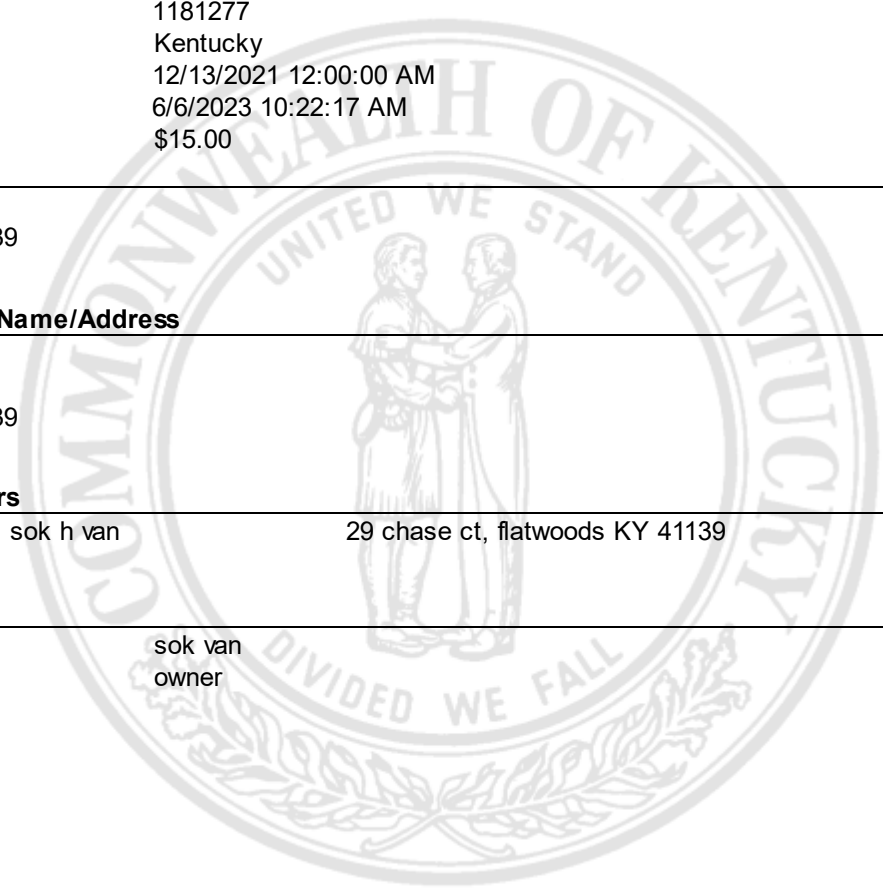 1181277
Kentucky
12/13/2021 12:00:00 AM
6/6/2023 10:22:17 AM
$15.00
39
Name/Address
39
rs
sok h van 29 chase ct, flatwoods KY 41139
sok van
owner
COMMONWEALTH OF KENTUCKY
UNITED WE STAND
DIVIDED WE FALL